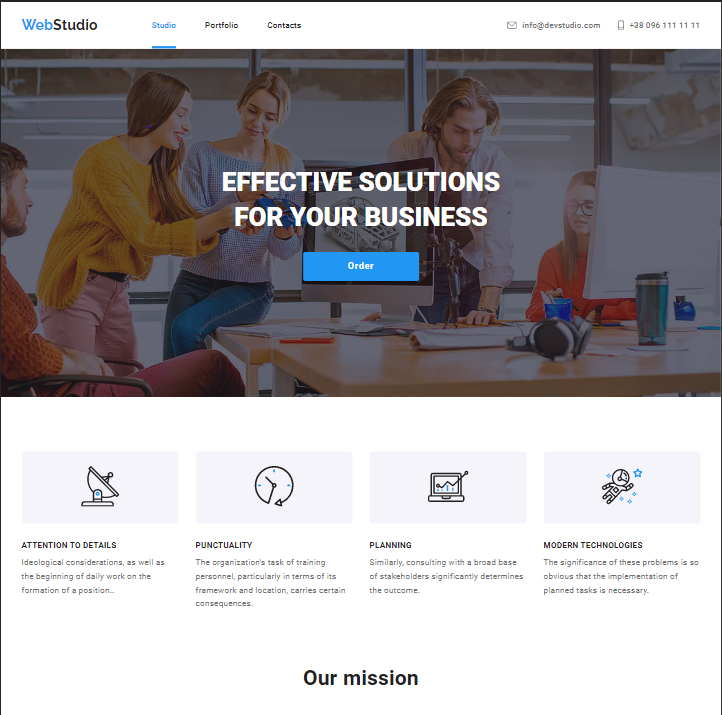 WebStudio
Studio
Portfolio
Contacts
info@devstudio.com
+38 096 111 11 11
EFFECTIVE SOLUTIONS
FOR YOUR BUSINESS
Order
ATTENTION TO DETAILS
Ideological considerations, as well as
the beginning of daily work on the
formation of a position..
PUNCTUALITY
The organization's task of training
personnel, particularly in terms of its
framework and location, carries certain
consequences.
PLANNING
Similarly, consulting with a broad base
of stakeholders significantly determines
the outcome.
MODERN TECHNOLOGIES
The significance of these problems is so
obvious that the implementation of
planned tasks is necessary.
Our mission